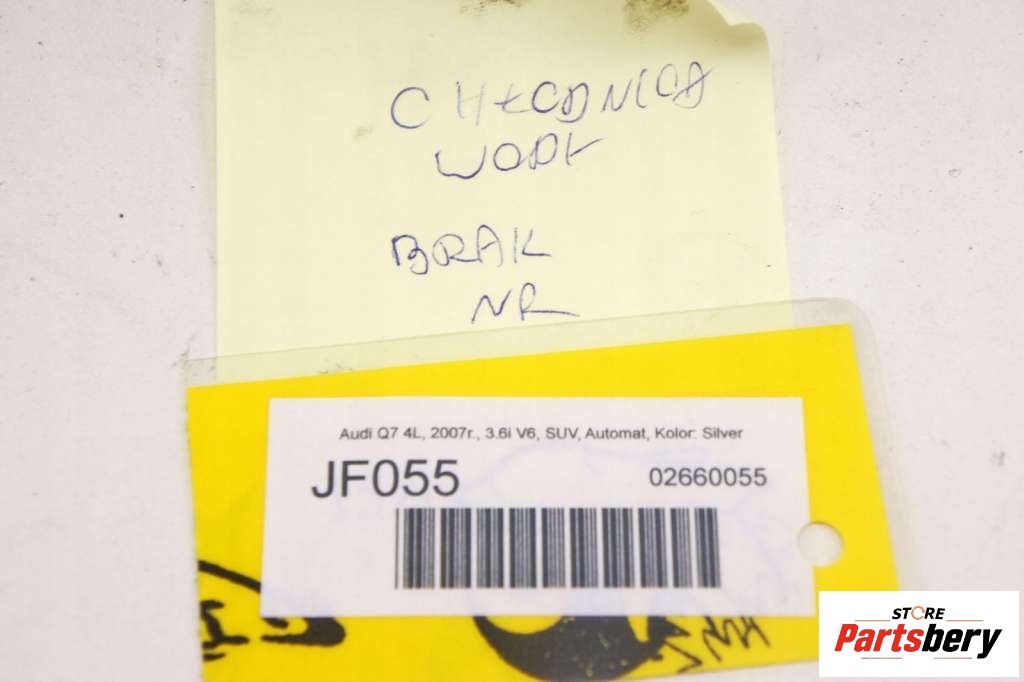 CHŁODNICA
WODY
BRAK
NR
Audi Q7 4L, 2007r., 3.6i V6, SUV, Automat, Kolor: Silver
JF055 02660055
STORE
Partsbery